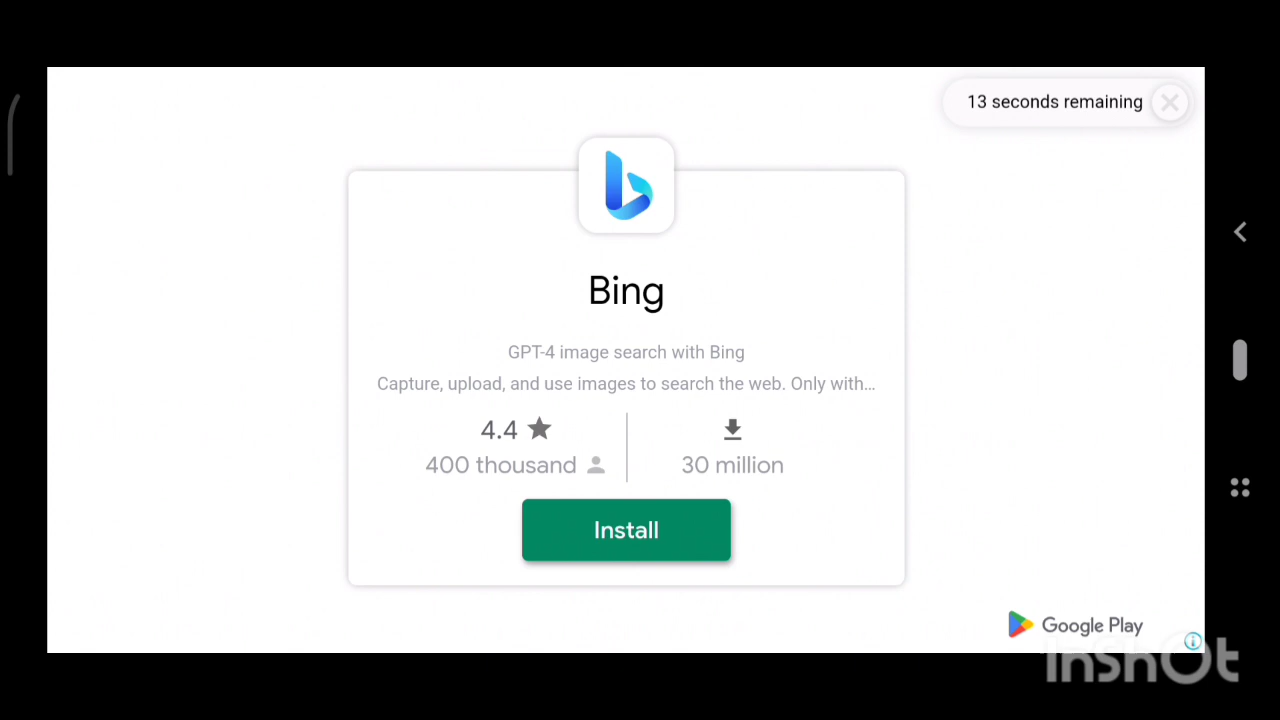 13 seconds remaining
Bing
GPT-4 image search with Bing
Capture, upload, and use images to search the web. Only with...
4.4
400 thousand
30 million
Install
Google Play
InShOt